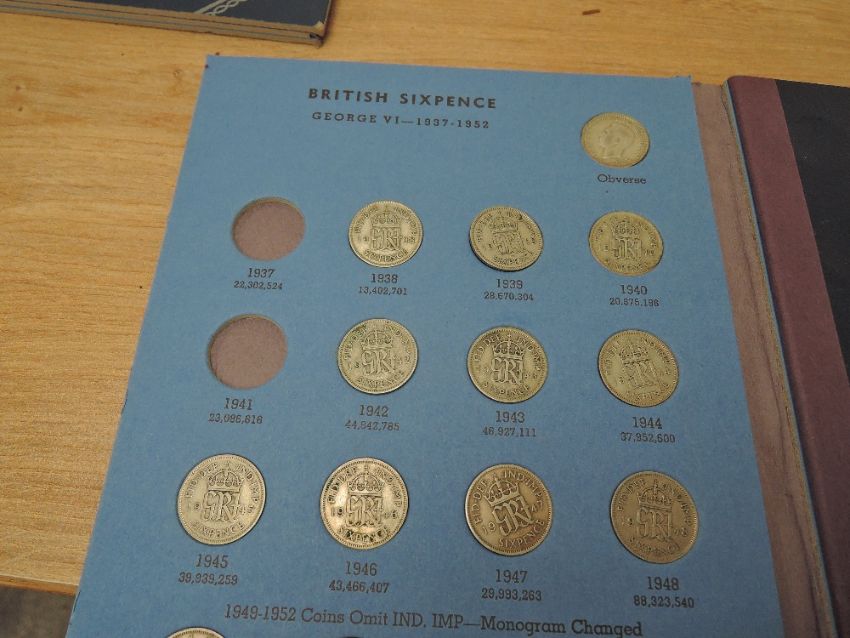 BRITISH SIXPENCE
GEORGE VI—1937-1952
Obverse
1937 1938 1939 1940
22,302,524 13,402,701 28,670,304 20,875,196
1941 1942 1943 1944
23,086,616 44,942,785 46,927,111 37,952,600
1945 1946 1947 1948
39,939,259 43,466,407 29,993,263 88,323,540
1949-1952 Coins Omit IND. IMP—Monogram Changed